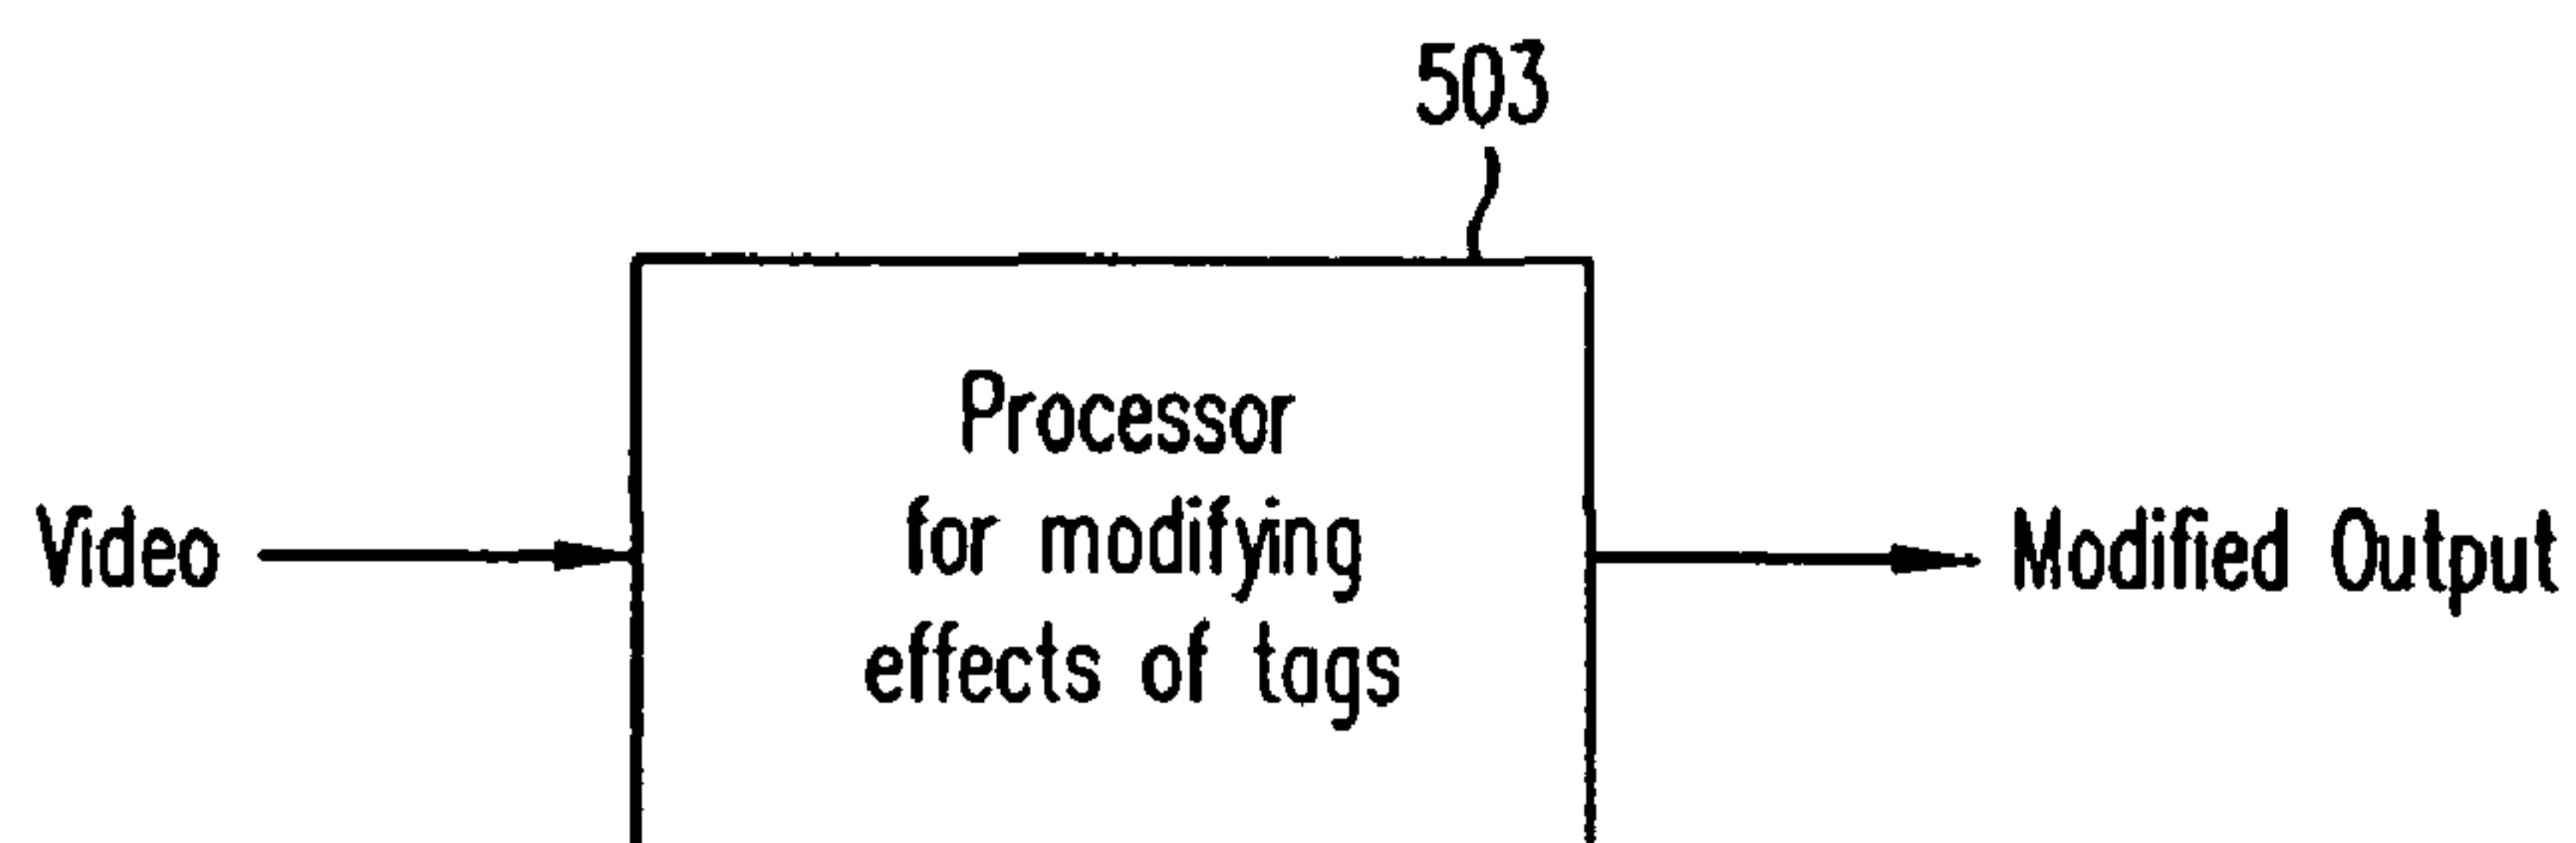 503
Processor
for modifying
effects of tags
Video
Modified Output